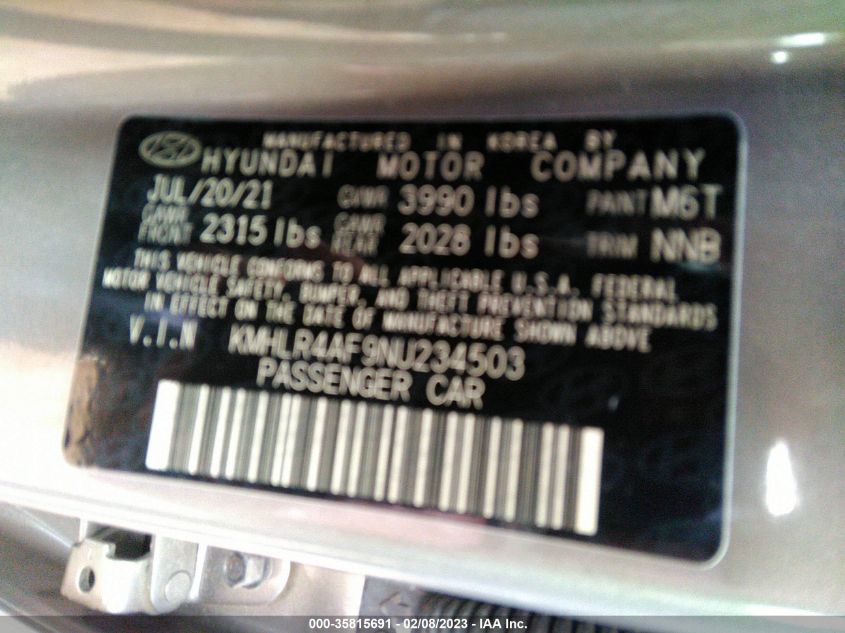 MANUFACTURED IN KOREA BY
HYUNDAI MOTOR COMPANY
JUL/20/21 GVWR 3990 lbs PAINT M6T
GAWR FRONT 2315 lbs GAWR REAR 2028 lbs TRIM NNB
THIS VEHICLE CONFORMS TO ALL APPLICABLE U.S.A. FEDERAL
MOTOR VEHICLE SAFETY, BUMPER, AND THEFT PREVENTION STANDARDS
IN EFFECT ON THE DATE OF MANUFACTURE SHOWN ABOVE
V.I.N KMHLR4AF9NU234503
PASSENGER CAR
000-35815691 - 02/08/2023 - IAA Inc.